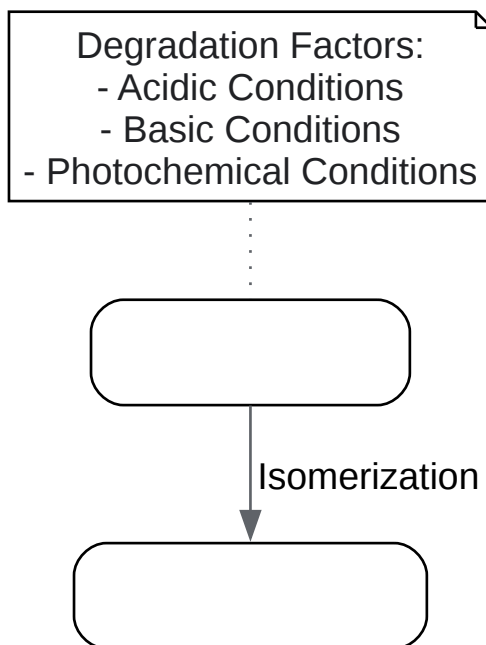 Degradation Factors:
- Acidic Conditions
- Basic Conditions
- Photochemical Conditions
Isomerization